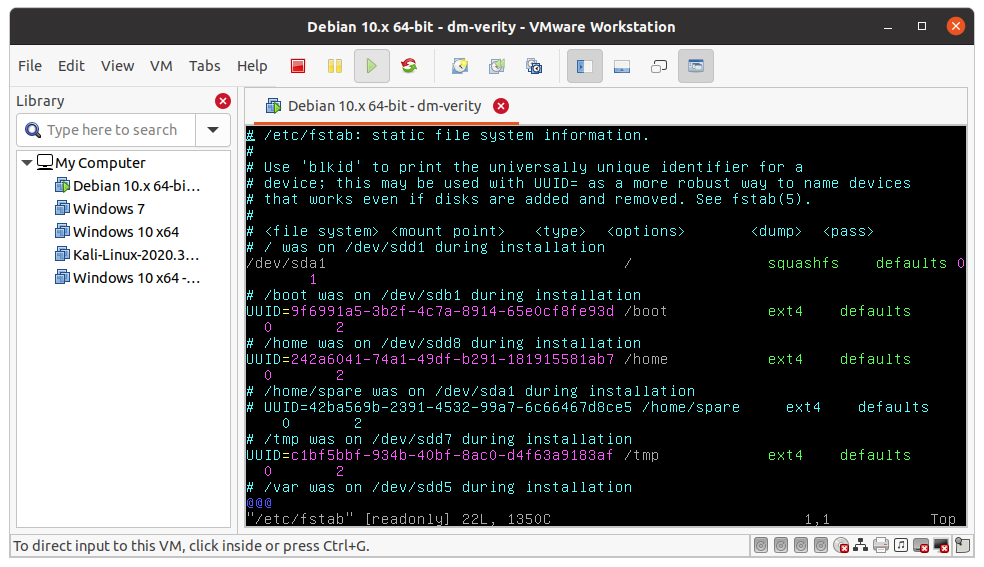 Debian 10.x 64-bit - dm-verity - VMware Workstation
File Edit View VM Tabs Help
Library
Type here to search
My Computer
Debian 10.x 64-bi...
Windows 7
Windows 10 x64
Kali-Linux-2020.3...
Windows 10 x64 -...
Debian 10.x 64-bit - dm-verity
# /etc/fstab: static file system information.
#
# Use 'blkid' to print the universally unique identifier for a
# device; this may be used with UUID= as a more robust way to name devices
# that works even if disks are added and removed. See fstab(5).
#
# <file system> <mount point> <type> <options> <dump> <pass>
# / was on /dev/sdd1 during installation
/dev/sda1 / squashfs defaults 0
1
# /boot was on /dev/sdb1 during installation
UUID=9f6991a5-3b2f-4c7a-8914-65e0cf8fe93d /boot ext4 defaults
0 2
# /home was on /dev/sdd8 during installation
UUID=242a6041-74a1-49df-b291-181915581ab7 /home ext4 defaults
0 2
# /home/spare was on /dev/sda1 during installation
# UUID=42ba569b-2391-4532-99a7-6c66467d8ce5 /home/spare ext4 defaults
0 2
# /tmp was on /dev/sdd7 during installation
UUID=c1bf5bbf-934b-40bf-8ac0-d4f63a9183af /tmp ext4 defaults
0 2
# /var was on /dev/sdd5 during installation
@@@
"/etc/fstab" [readonly] 22L, 1350C 1,1 Top
To direct input to this VM, click inside or press Ctrl+G.